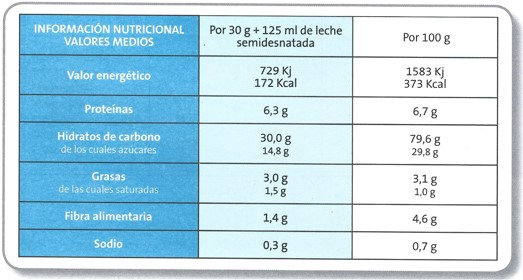 INFORMACIÓN NUTRICIONAL
VALORES MEDIOS
Por 30 g + 125 ml de leche
semidesnatada
Por 100 g
Valor energético
729 Kj
172 Kcal
1583 Kj
373 Kcal
Proteínas
6,3 g
6,7 g
Hidratos de carbono
de los cuales azúcares
30,0 g
14,8 g
79,6 g
29,8 g
Grasas
de las cuales saturadas
3,0 g
1,5 g
3,1 g
1,0 g
Fibra alimentaria
1,4 g
4,6 g
Sodio
0,3 g
0,7 g